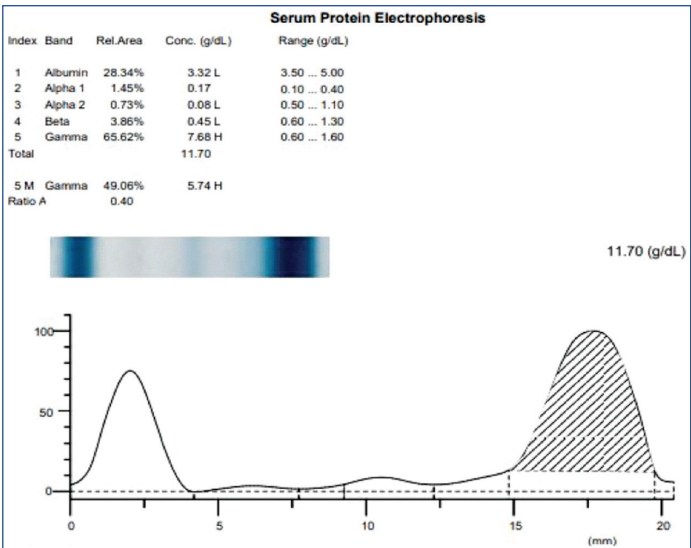 Serum Protein Electrophoresis
Index Band Rel.Area Conc. (g/dL) Range (g/dL)
1 Albumin 28.34% 3.32 L 3.50 ... 5.00
2 Alpha 1 1.45% 0.17 0.10 ... 0.40
3 Alpha 2 0.73% 0.08 L 0.50 ... 1.10
4 Beta 3.86% 0.45 L 0.60 ... 1.30
5 Gamma 65.62% 7.68 H 0.60 ... 1.60
Total 11.70
5 M Gamma 49.06% 5.74 H
Ratio A 0.40
11.70 (g/dL)
100
50
0
0 5 10 15 20
(mm)